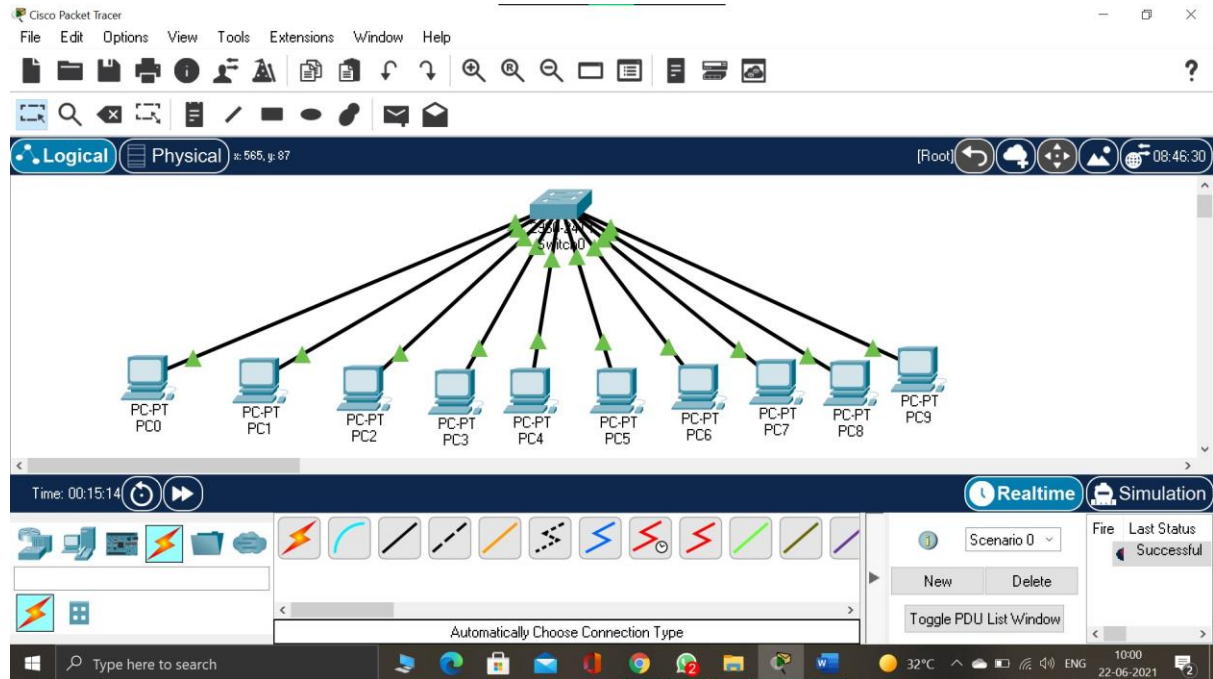 Cisco Packet Tracer
File Edit Options View Tools Extensions Window Help
?
Logical Physical x: 565, y: 87 [Root] 08:46:30
Switch0
PC-PT
PC0
PC-PT
PC1
PC-PT
PC2
PC-PT
PC3
PC-PT
PC4
PC-PT
PC5
PC-PT
PC6
PC-PT
PC7
PC-PT
PC8
PC-PT
PC9
Time: 00:15:14 Realtime Simulation
Scenario 0
Fire Last Status
Successful
New Delete
Toggle PDU List Window
Automatically Choose Connection Type
Type here to search
32°C ENG
10:00
22-06-2021